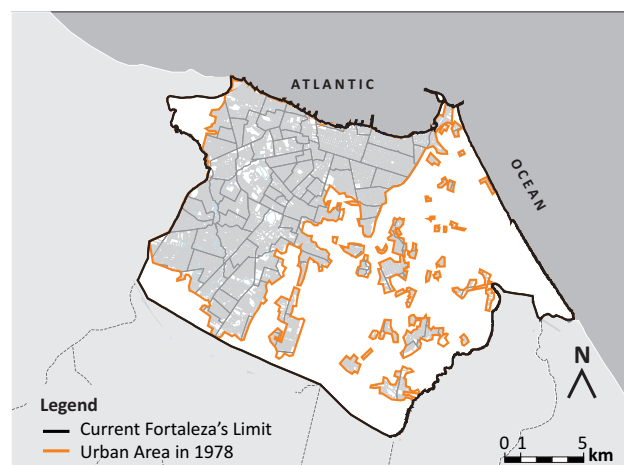 ATLANTIC
OCEAN
N
Legend
Current Fortaleza's Limit
Urban Area in 1978
0 1 5
km